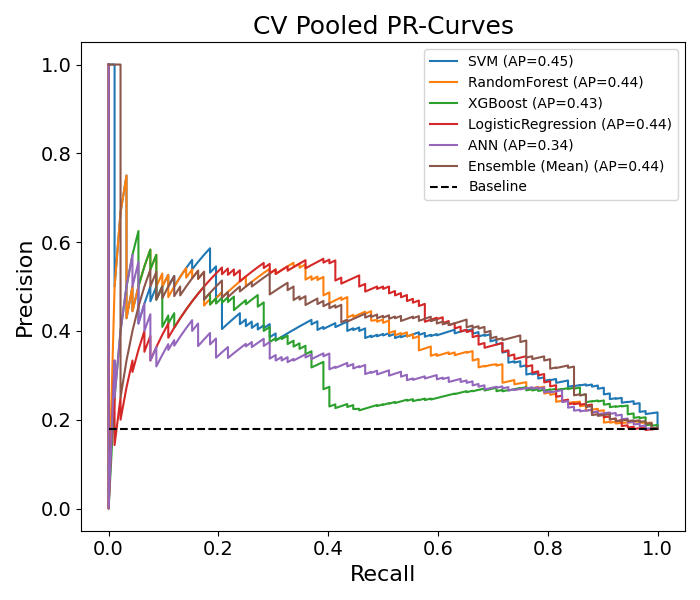 CV Pooled PR-Curves
SVM (AP=0.45)
RandomForest (AP=0.44)
XGBoost (AP=0.43)
LogisticRegression (AP=0.44)
ANN (AP=0.34)
Ensemble (Mean) (AP=0.44)
Baseline
Precision
1.0
0.8
0.6
0.4
0.2
0.0
0.0 0.2 0.4 0.6 0.8 1.0
Recall